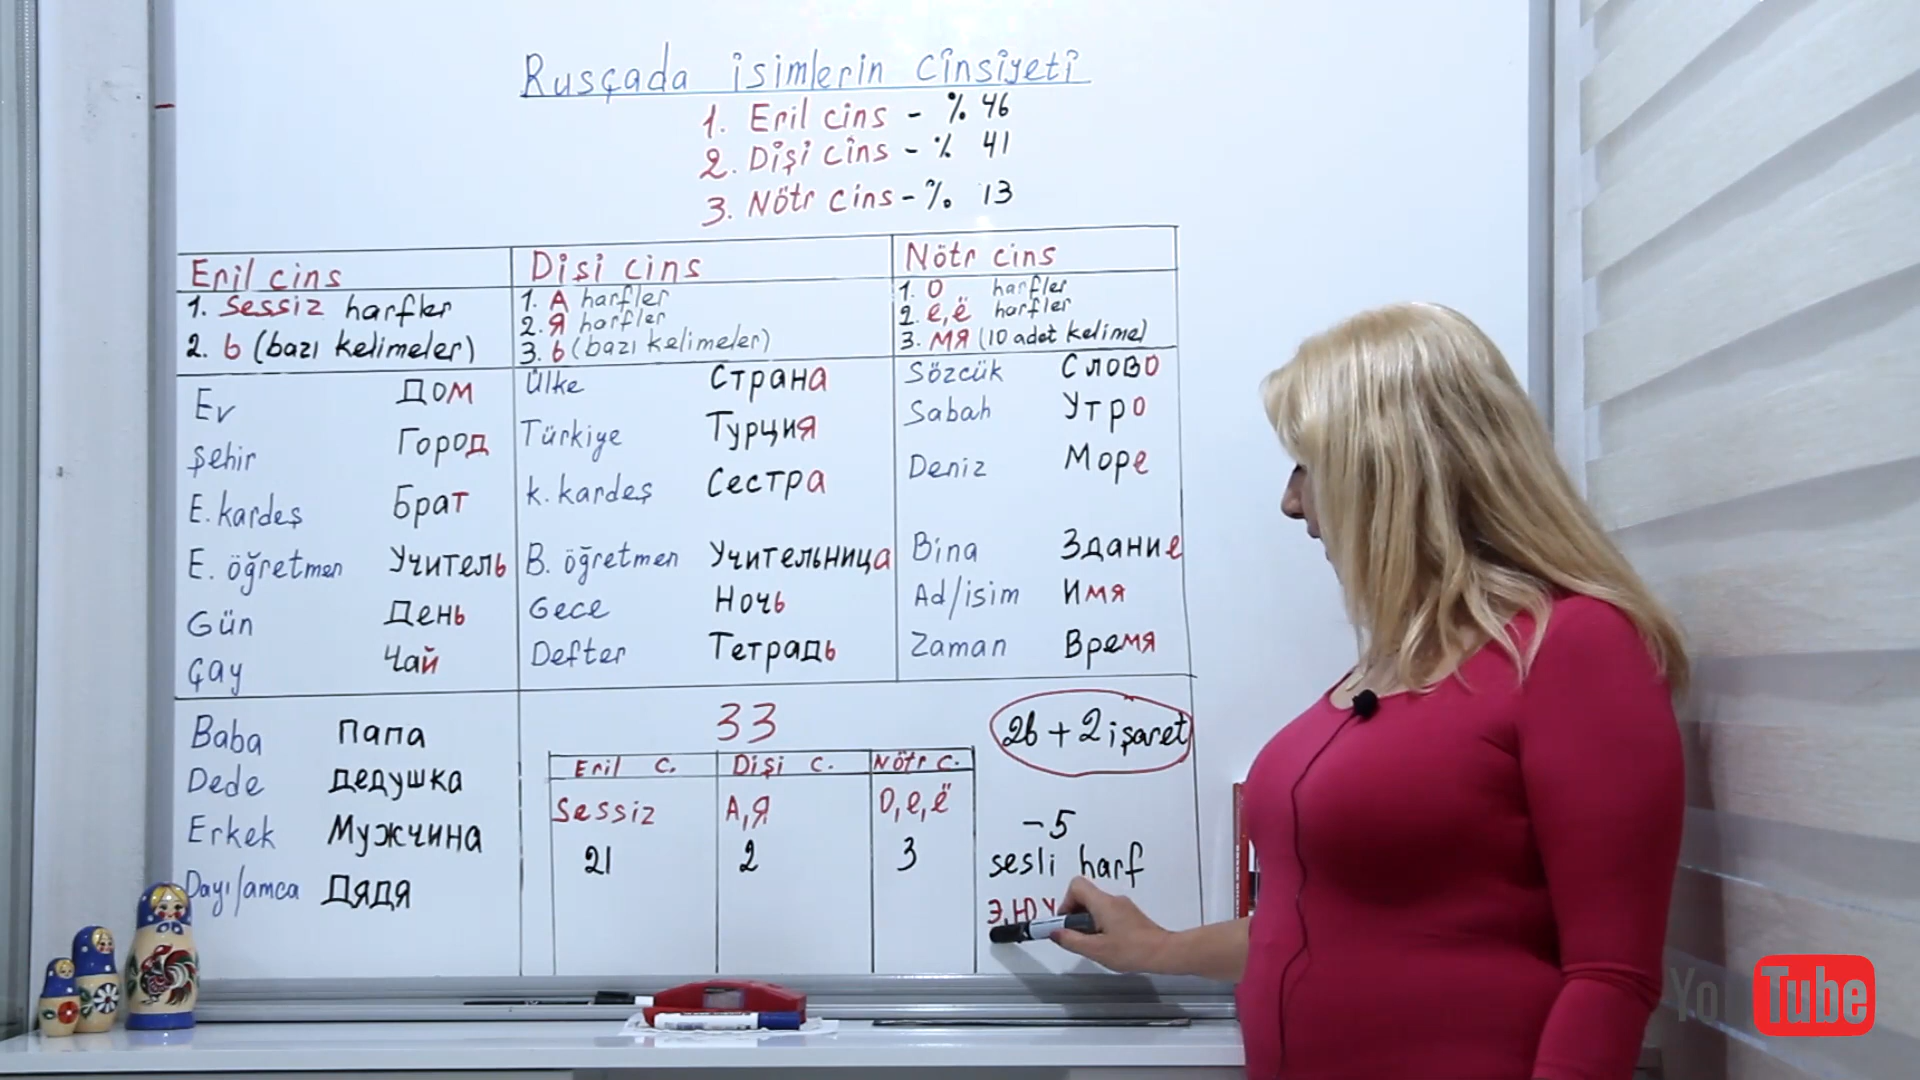 Rusçada isimlerin cinsiyeti
1. Eril cins - % 46
2. Dişi cins - % 41
3. Nötr cins - % 13
Eril cins
1. Sessiz harfler
2. ь (bazı kelimeler)
Ev Дом
Şehir Город
E. kardeş Брат
E. öğretmen Учитель
Gün День
Çay Чай
Dişi cins
1. А harfler
2. Я harfler
3. ь (bazı kelimeler)
Ülke Страна
Türkiye Турция
K. kardeş Сестра
B. öğretmen Учительница
Gece Ночь
Defter Тетрадь
Nötr cins
1. О harfler
2. е, ё harfler
3. МЯ (10 adet kelime)
Sözcük Слово
Sabah Утро
Deniz Море
Bina Здание
Ad/isim Имя
Zaman Время
Baba Папа
Dede дедушка
Erkek Мужчина
Dayı/amca Дядя
33
Eril c. Dişi c. Nötr c.
Sessiz А, Я О, е, ё
21 2 3
26 + 2 işaret
- 5
sesli harf
Э, Ю
YouTube